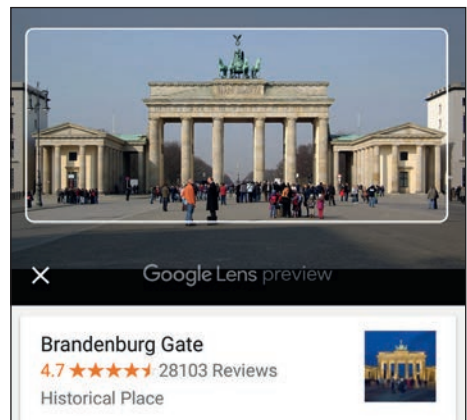 Google Lens preview
Brandenburg Gate
4.7 ★★★★★ 28103 Reviews
Historical Place